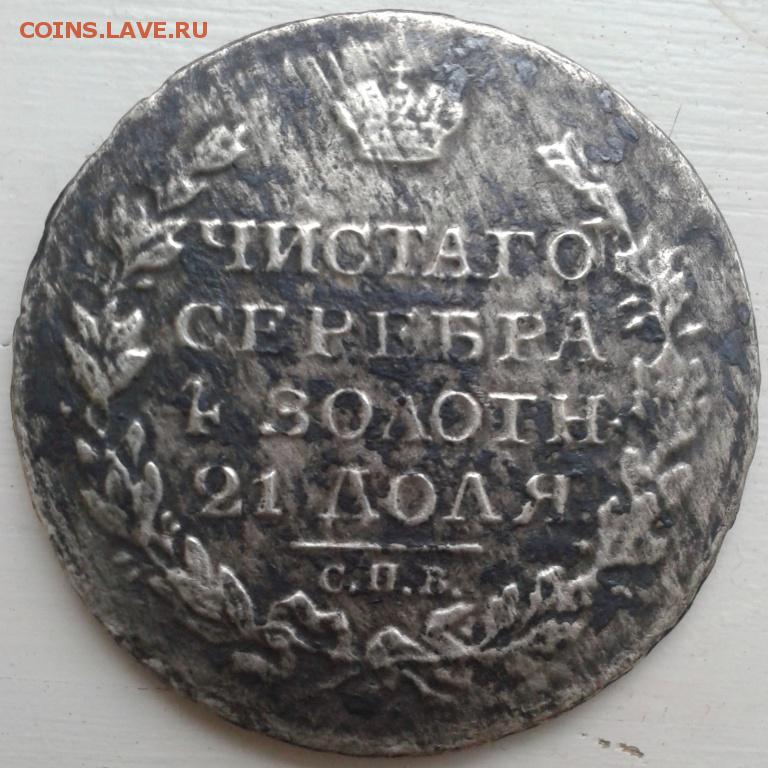 COINS.LAVE.RU
ЧИСТАГО
СЕРЕБРА
4 ЗОЛОТН
21 ДОЛЯ.
С.П.Б.